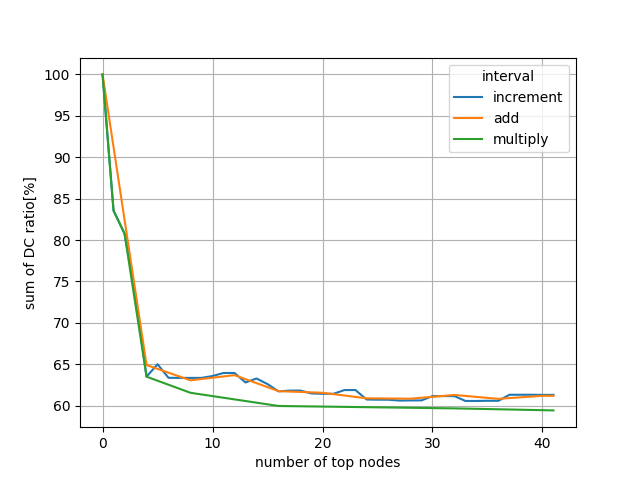 100
95
90
85
80
75
70
65
60
sum of DC ratio[%]
interval
increment
add
multiply
0
10
20
30
40
number of top nodes